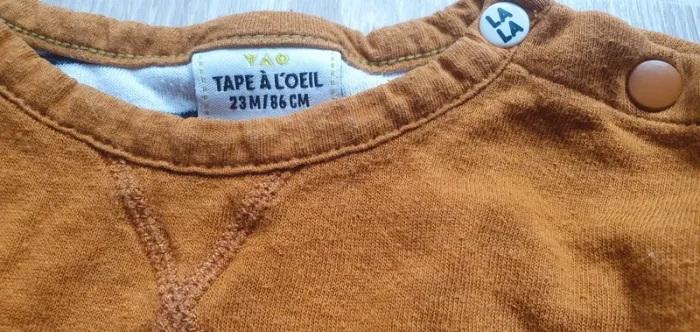 TAO
TAPE À L'OEIL
23M/86CM
LA
LA